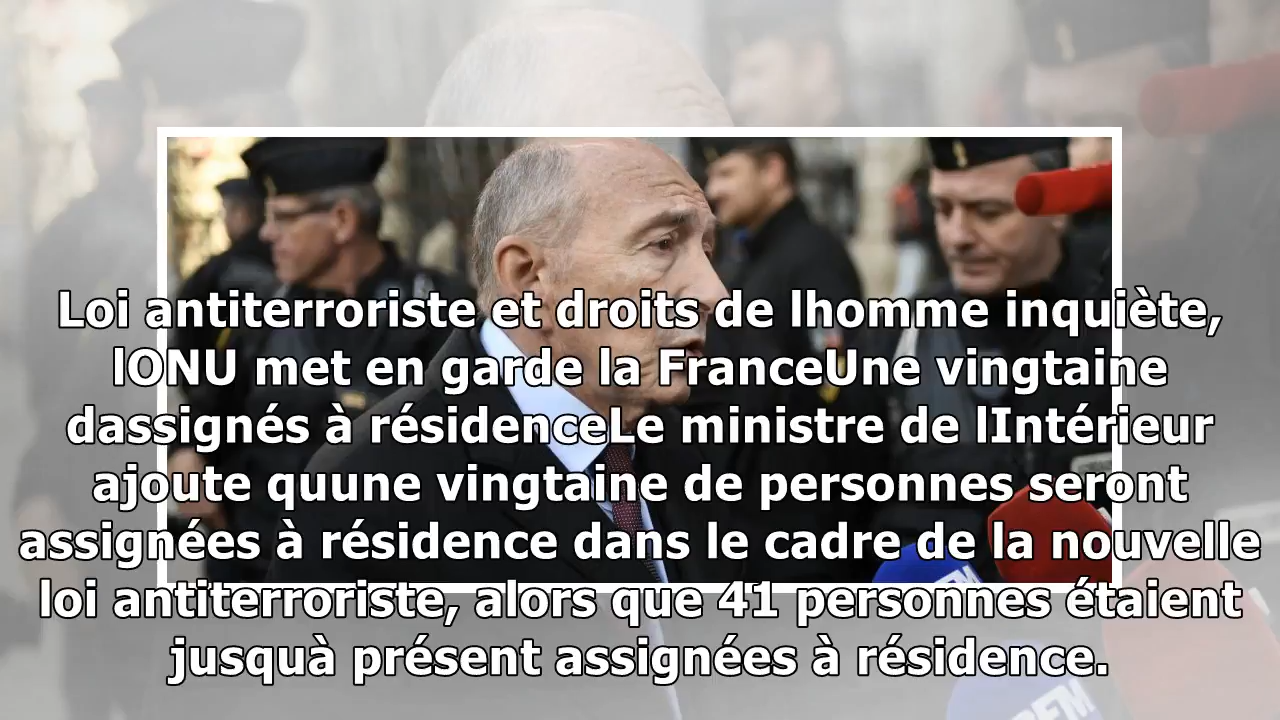 Loi antiterroriste et droits de lhomme inquiète,
lONU met en garde la FranceUne vingtaine
dassignés à résidenceLe ministre de lIntérieur
ajoute quune vingtaine de personnes seront
assignées à résidence dans le cadre de la nouvelle
loi antiterroriste, alors que 41 personnes étaient
jusquà présent assignées à résidence.
BFM